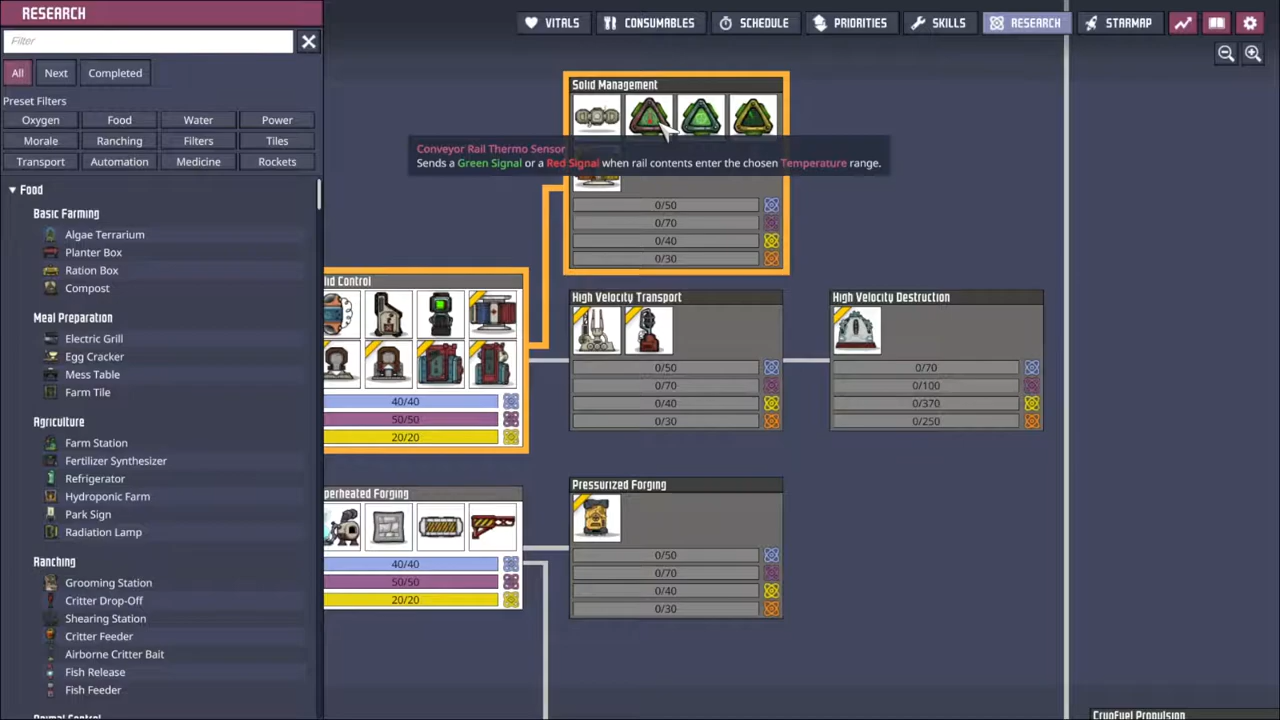 RESEARCH
VITALS
CONSUMABLES
SCHEDULE
PRIORITIES
SKILLS
RESEARCH
STARMAP
Filter
All
Next
Completed
Preset Filters
Oxygen
Food
Water
Power
Morale
Ranching
Filters
Tiles
Transport
Automation
Medicine
Rockets
Food
Basic Farming
Algae Terrarium
Planter Box
Ration Box
Compost
Meal Preparation
Electric Grill
Egg Cracker
Mess Table
Farm Tile
Agriculture
Farm Station
Fertilizer Synthesizer
Refrigerator
Hydroponic Farm
Park Sign
Radiation Lamp
Ranching
Grooming Station
Critter Drop-Off
Shearing Station
Critter Feeder
Airborne Critter Bait
Fish Release
Fish Feeder
Animal Control
Solid Management
Conveyor Rail Thermo Sensor
Sends a Green Signal or a Red Signal when rail contents enter the chosen Temperature range.
0/50
0/70
0/40
0/30
lid Control
40/40
50/50
20/20
High Velocity Transport
0/50
0/70
0/40
0/30
High Velocity Destruction
0/70
0/100
0/370
0/250
perheated Forging
40/40
50/50
20/20
Pressurized Forging
0/50
0/70
0/40
0/30
CryoFuel Propulsion